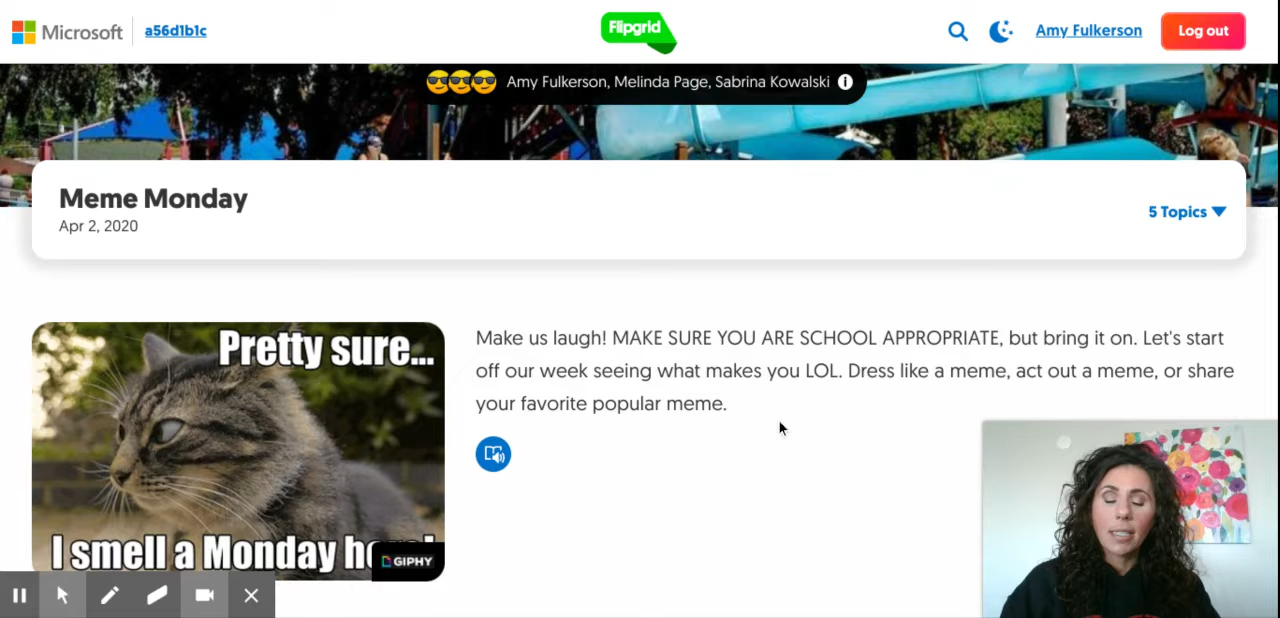 Microsoft a56d1b1c Flipgrid Amy Fulkerson Log out
Amy Fulkerson, Melinda Page, Sabrina Kowalski
Meme Monday
Apr 2, 2020
5 Topics
Pretty sure...
I smell a Monday
GIPHY
Make us laugh! MAKE SURE YOU ARE SCHOOL APPROPRIATE, but bring it on. Let's start
off our week seeing what makes you LOL. Dress like a meme, act out a meme, or share
your favorite popular meme.